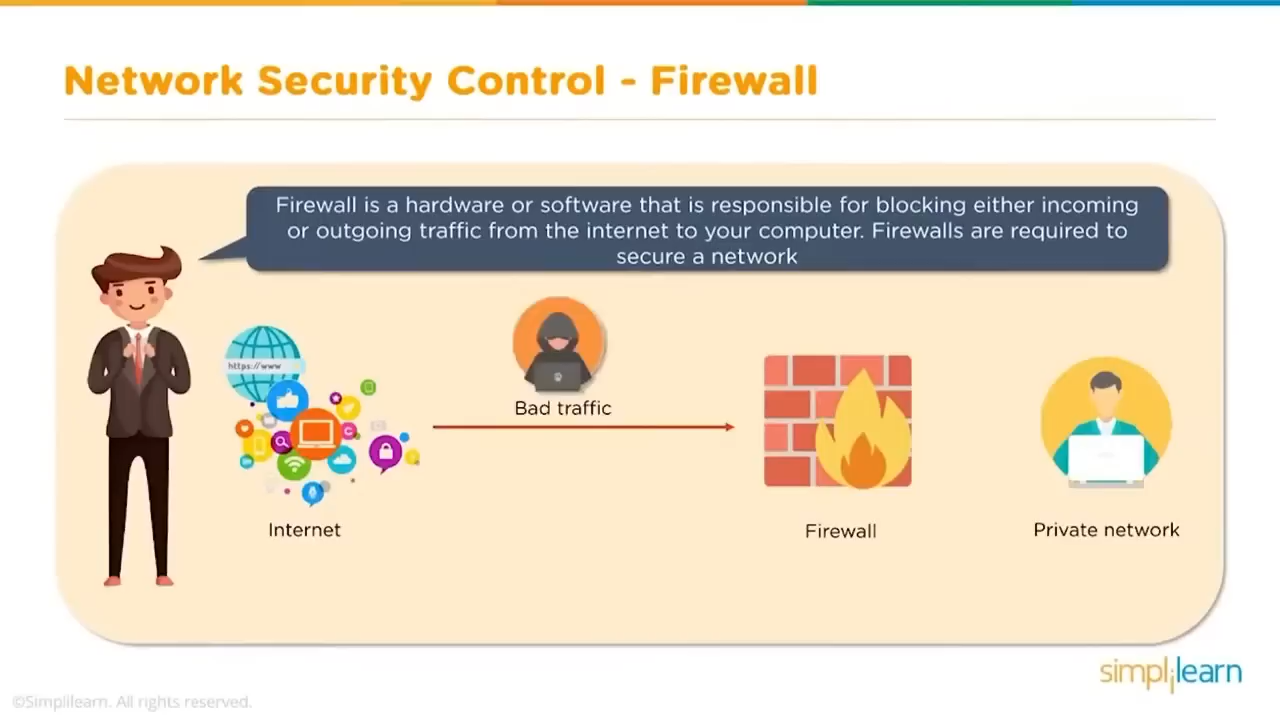 Network Security Control - Firewall
Firewall is a hardware or software that is responsible for blocking either incoming
or outgoing traffic from the internet to your computer. Firewalls are required to
secure a network
https://www
Bad traffic
Internet
Firewall
Private network
simplilearn
©Simplilearn. All rights reserved.